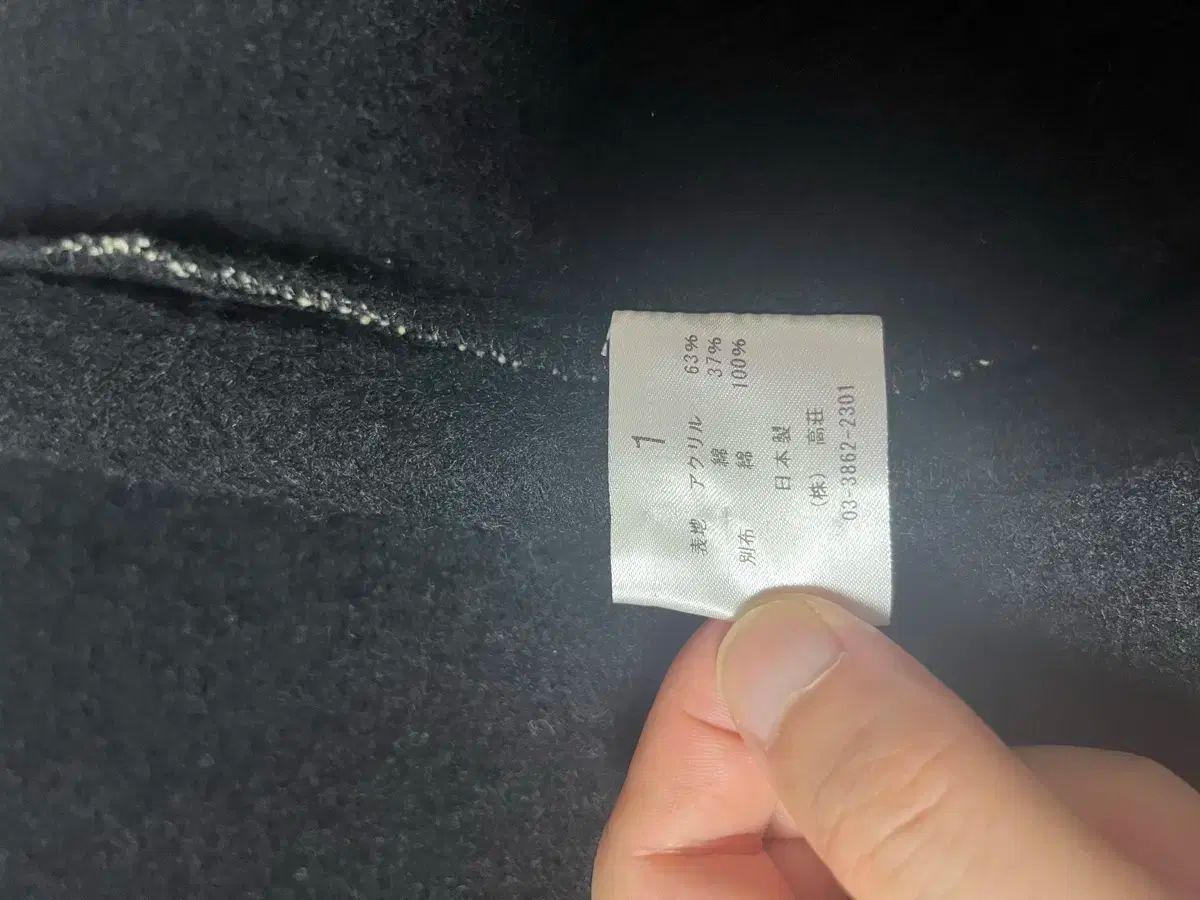 1
表地 アクリル 63%
綿 37%
別布 綿 100%
日本製
(株) 高荘
03-3862-2301